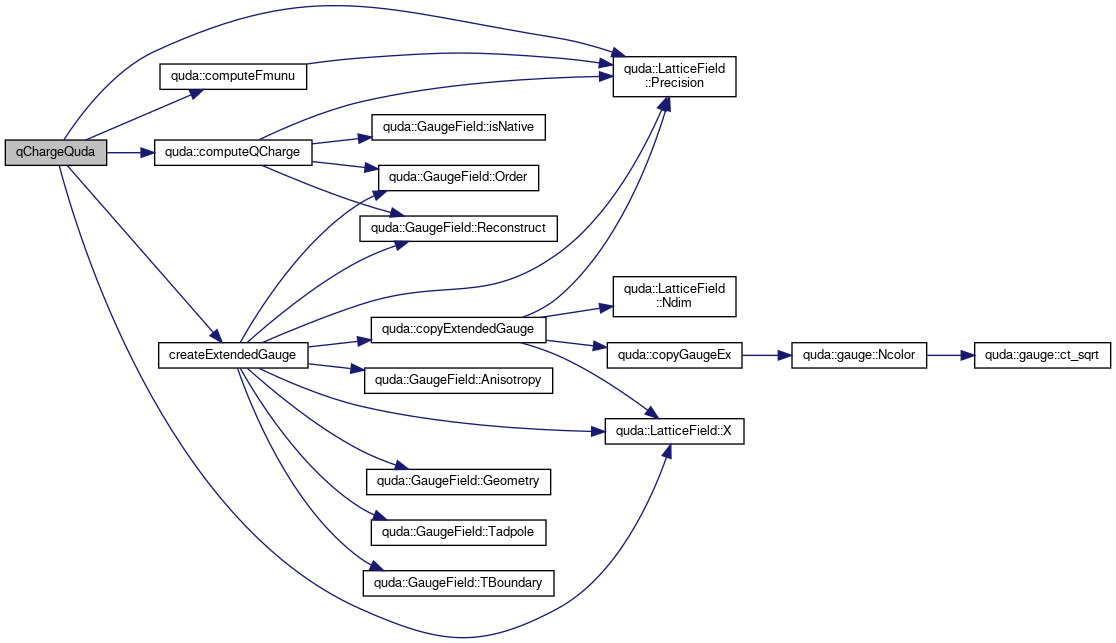 qChargeQuda
quda::computeFmunu
quda::computeQCharge
createExtendedGauge
quda::GaugeField::isNative
quda::GaugeField::Order
quda::GaugeField::Reconstruct
quda::copyExtendedGauge
quda::GaugeField::Anisotropy
quda::GaugeField::Geometry
quda::GaugeField::Tadpole
quda::GaugeField::TBoundary
quda::LatticeField
::Precision
quda::LatticeField
::Ndim
quda::copyGaugeEx
quda::LatticeField::X
quda::gauge::Ncolor
quda::gauge::ct_sqrt